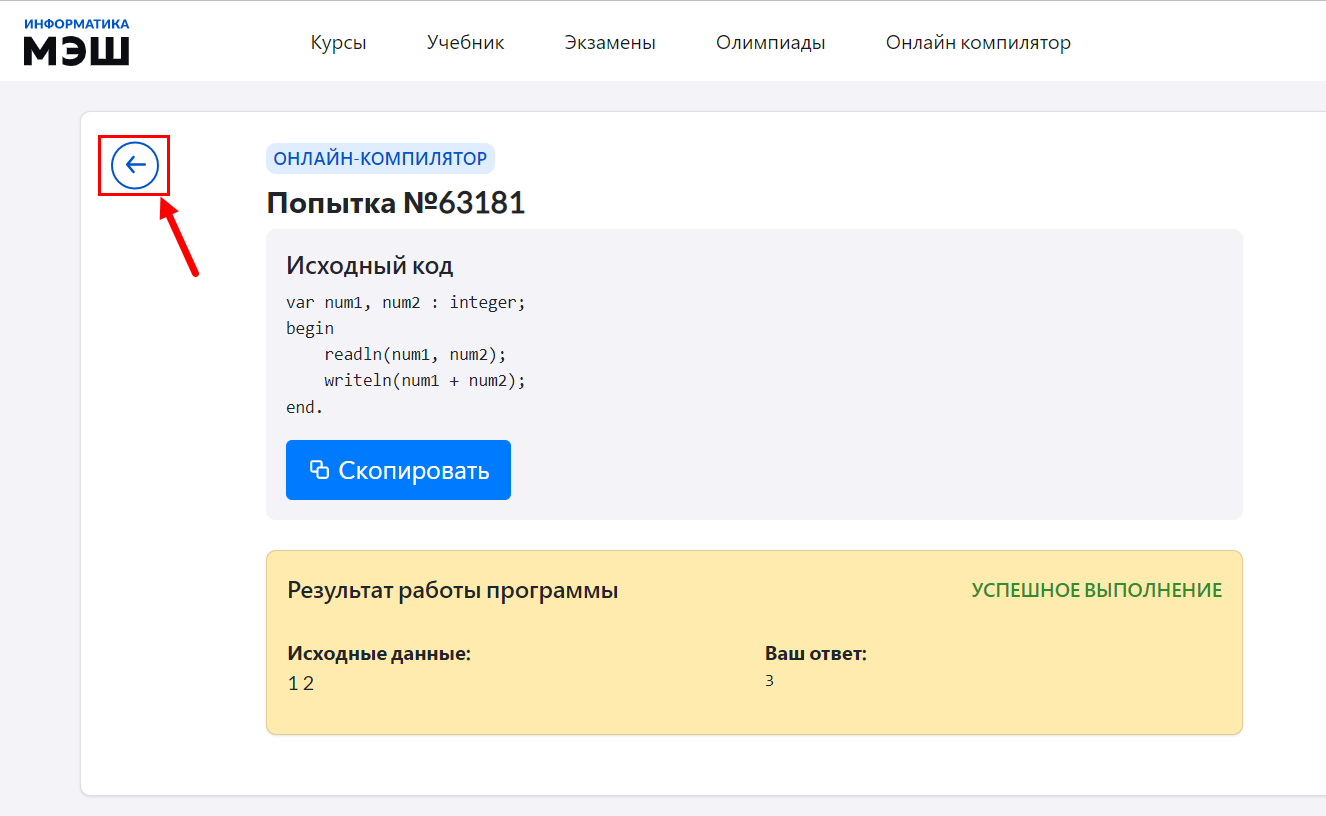 ИНФОРМАТИКА
МЭШ
Курсы Учебник Экзамены Олимпиады Онлайн компилятор
ОНЛАЙН-КОМПИЛЯТОР
Попытка №63181
Исходный код
var num1, num2 : integer;
begin
    readln(num1, num2);
    writeln(num1 + num2);
end.
Скопировать
Результат работы программы УСПЕШНОЕ ВЫПОЛНЕНИЕ
Исходные данные: Ваш ответ:
1 2 3